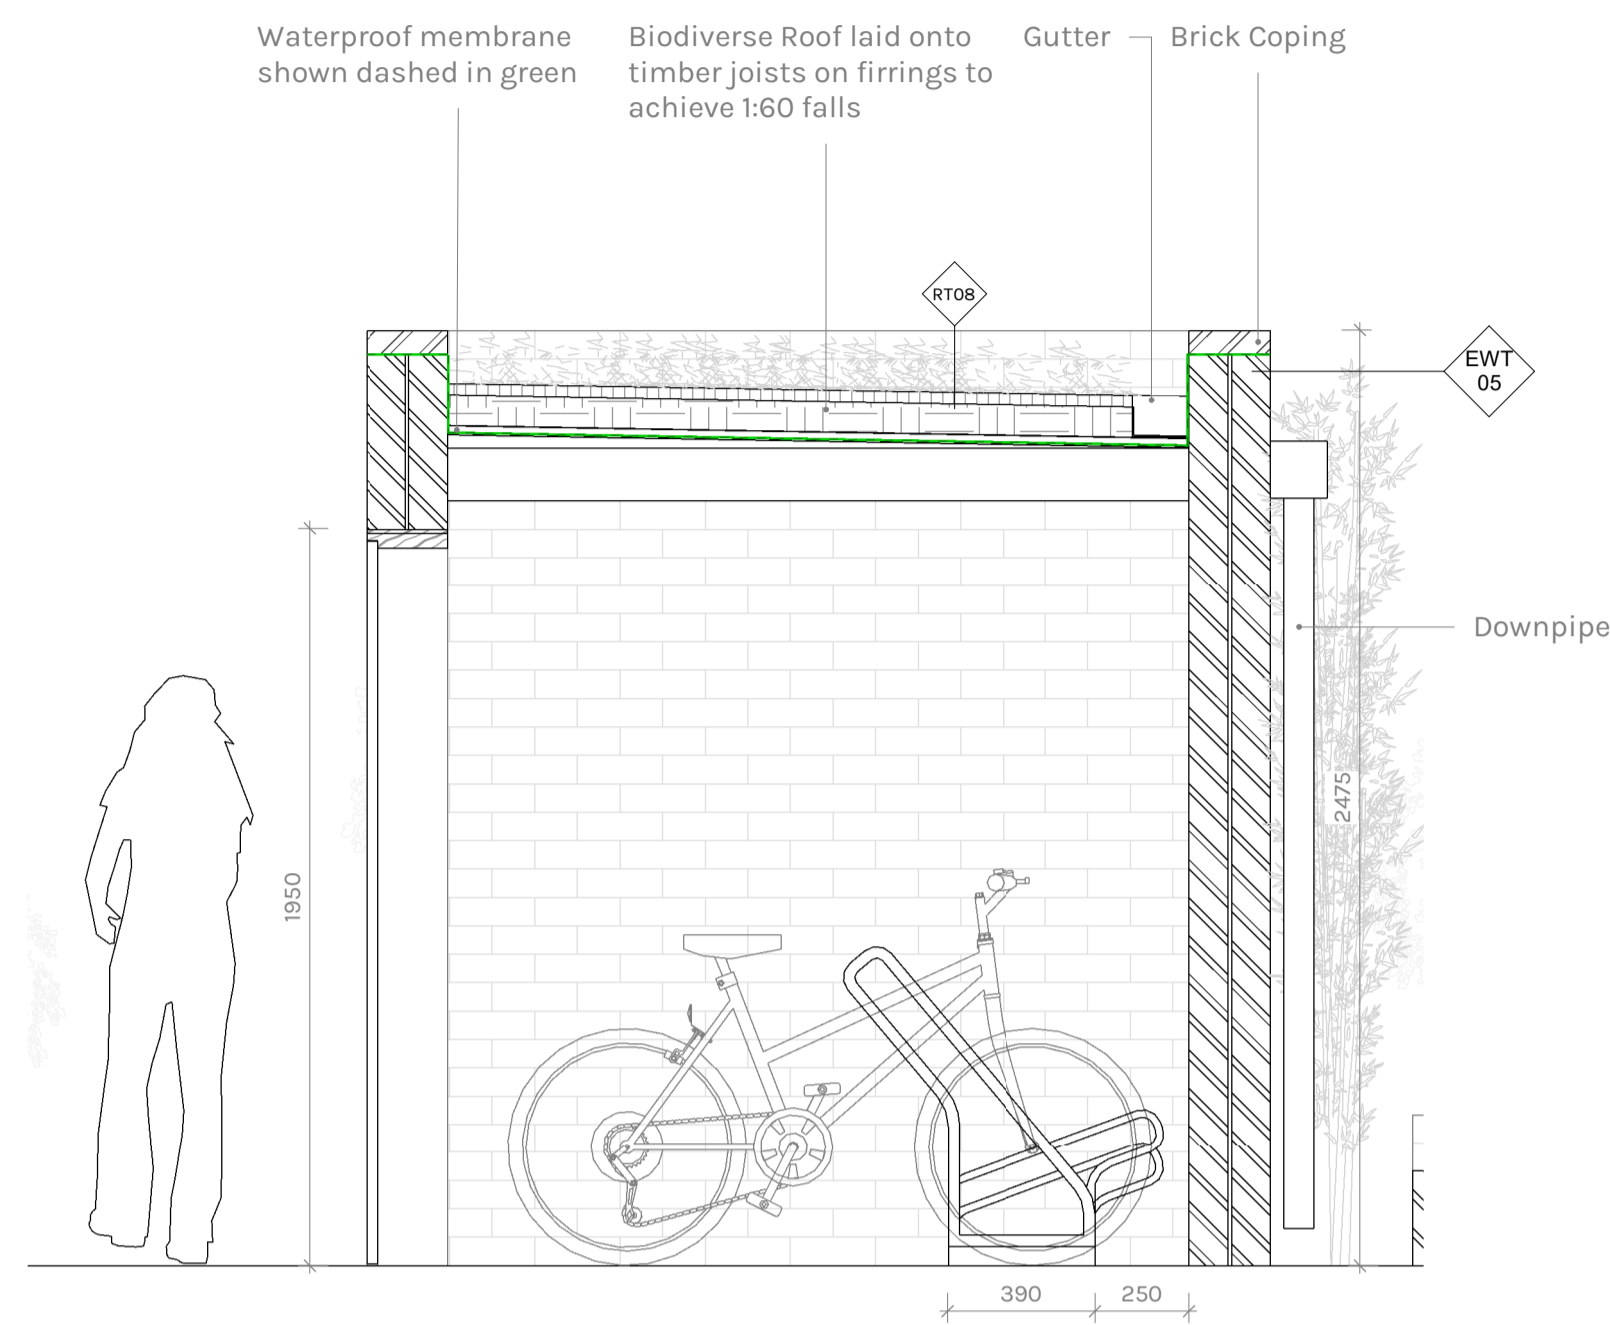 Waterproof membrane
shown dashed in green
Biodiverse Roof laid onto
timber joists on firrings to
achieve 1:60 falls
Gutter
Brick Coping
RT08
EWT
05
Downpipe
2475
1950
390
250